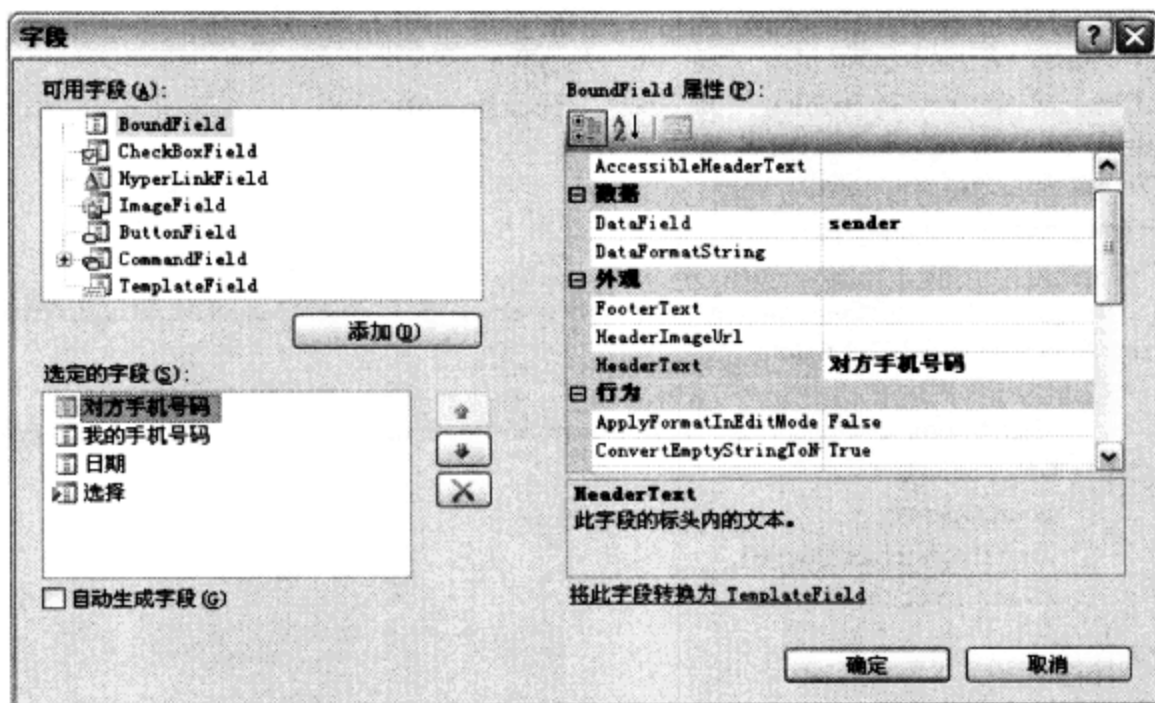 字段
可用字段(A):
BoundField
CheckBoxField
HyperLinkField
ImageField
ButtonField
CommandField
TemplateField
添加(D)
选定的字段(S):
对方手机号码
我的手机号码
日期
选择
自动生成字段(G)
BoundField 属性(P):
AccessibleHeaderText
数据
DataField sender
DataFormatString
外观
FooterText
HeaderImageUrl
HeaderText 对方手机号码
行为
ApplyFormatInEditMode False
ConvertEmptyStringToN True
HeaderText
此字段的标头内的文本。
将此字段转换为 TemplateField
确定
取消